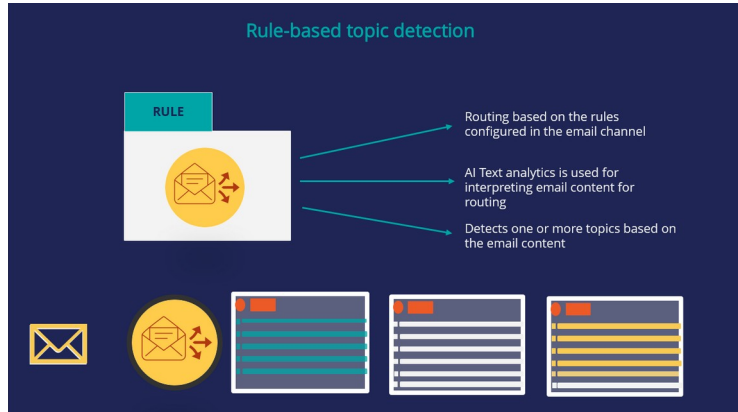 Rule-based topic detection
RULE
Routing based on the rules
configured in the email channel
AI Text analytics is used for
interpreting email content for
routing
Detects one or more topics based on
the email content